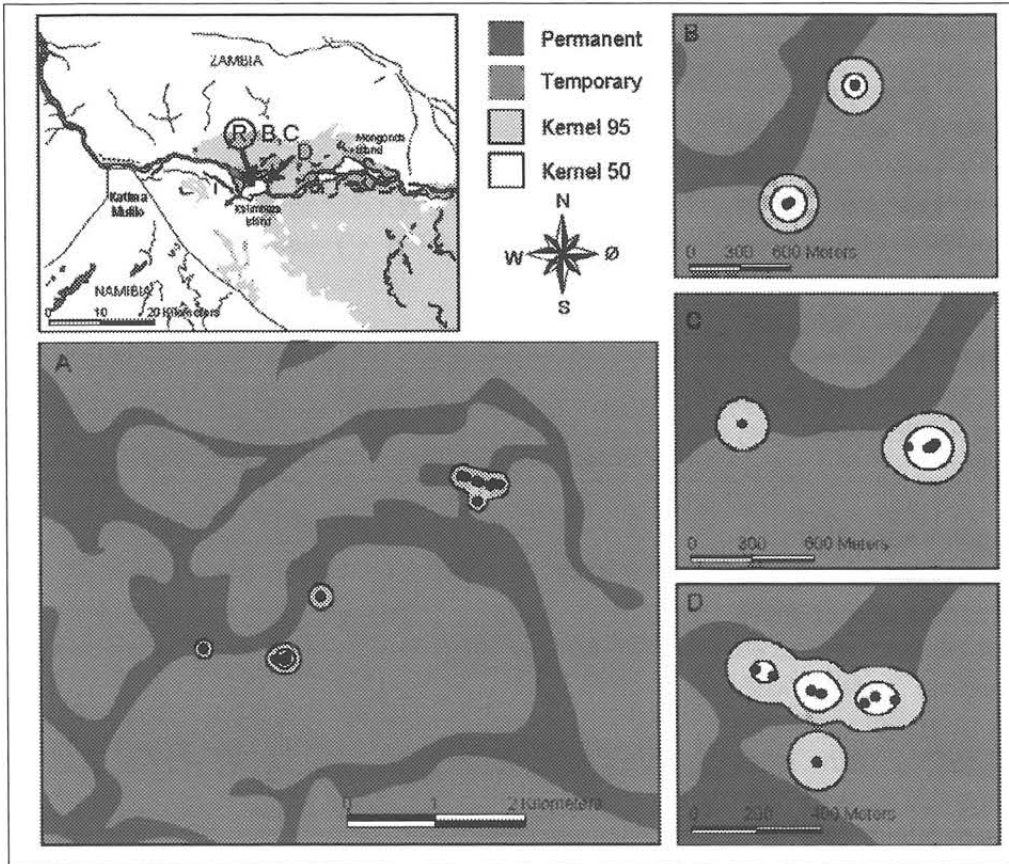 ZAMBIA
R B,C
D
Mongonda
Island
I
Katima
Mulilo
Kalimbeza
Island
NAMIBIA
0 10 20 Kilometers
Permanent
Temporary
Kernel 95
Kernel 50
N
W Ø
S
A
0 1 2 Kilometers
B
0 300 600 Meters
C
0 300 600 Meters
D
0 200 400 Meters